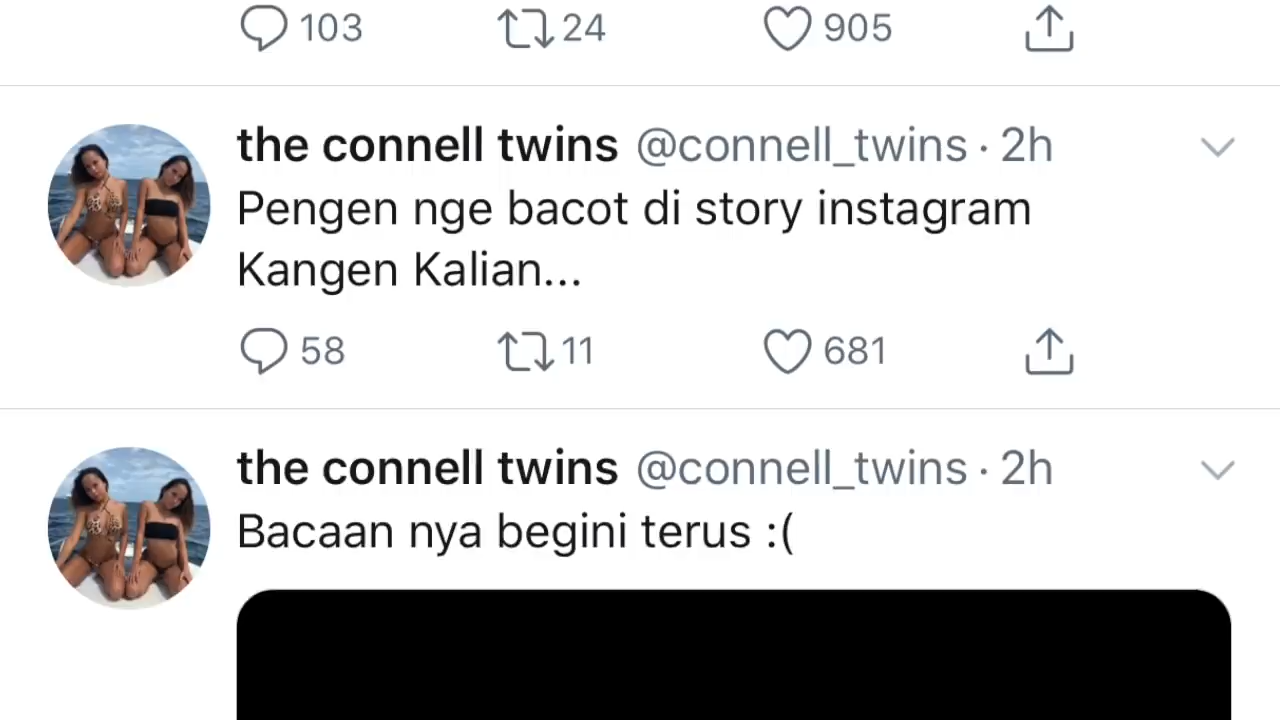 103 24 905
the connell twins @connell_twins · 2h
Pengen nge bacot di story instagram
Kangen Kalian...
58 11 681
the connell twins @connell_twins · 2h
Bacaan nya begini terus :(